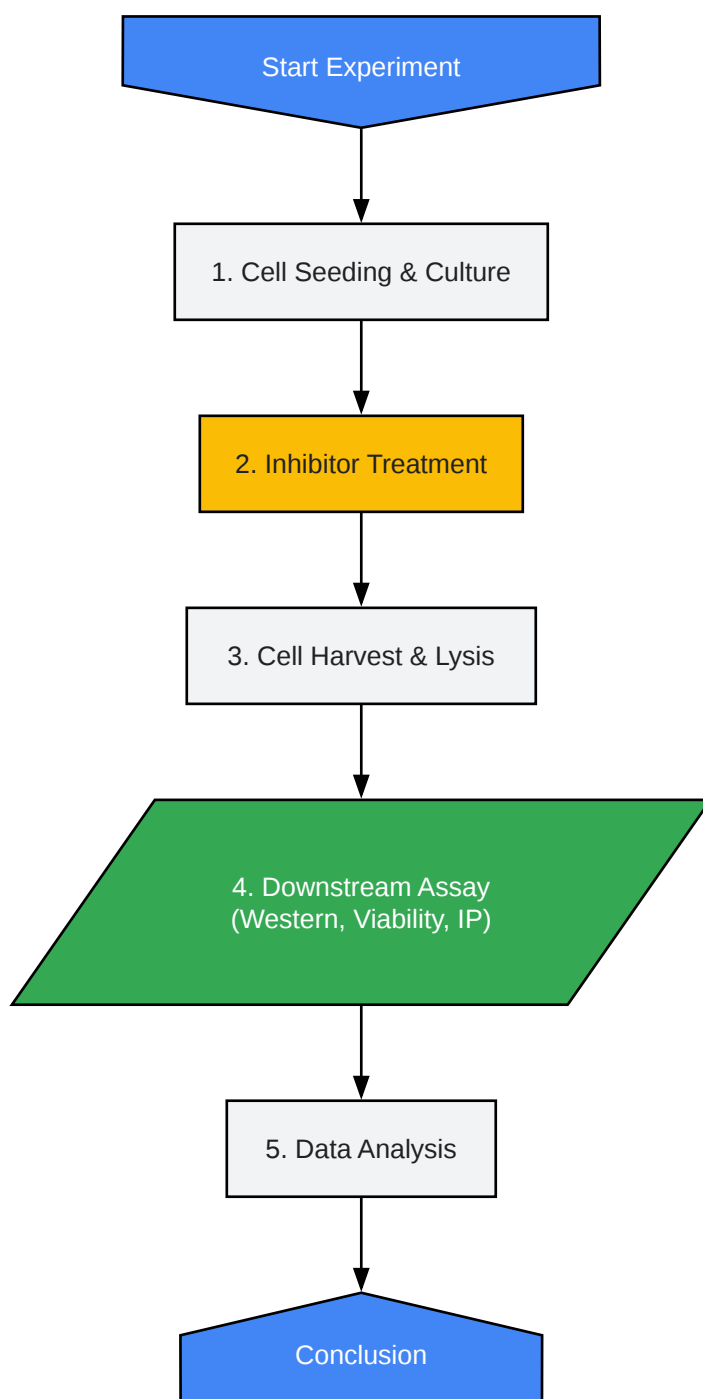 Start Experiment
1. Cell Seeding & Culture
2. Inhibitor Treatment
3. Cell Harvest & Lysis
4. Downstream Assay
(Western, Viability, IP)
5. Data Analysis
Conclusion